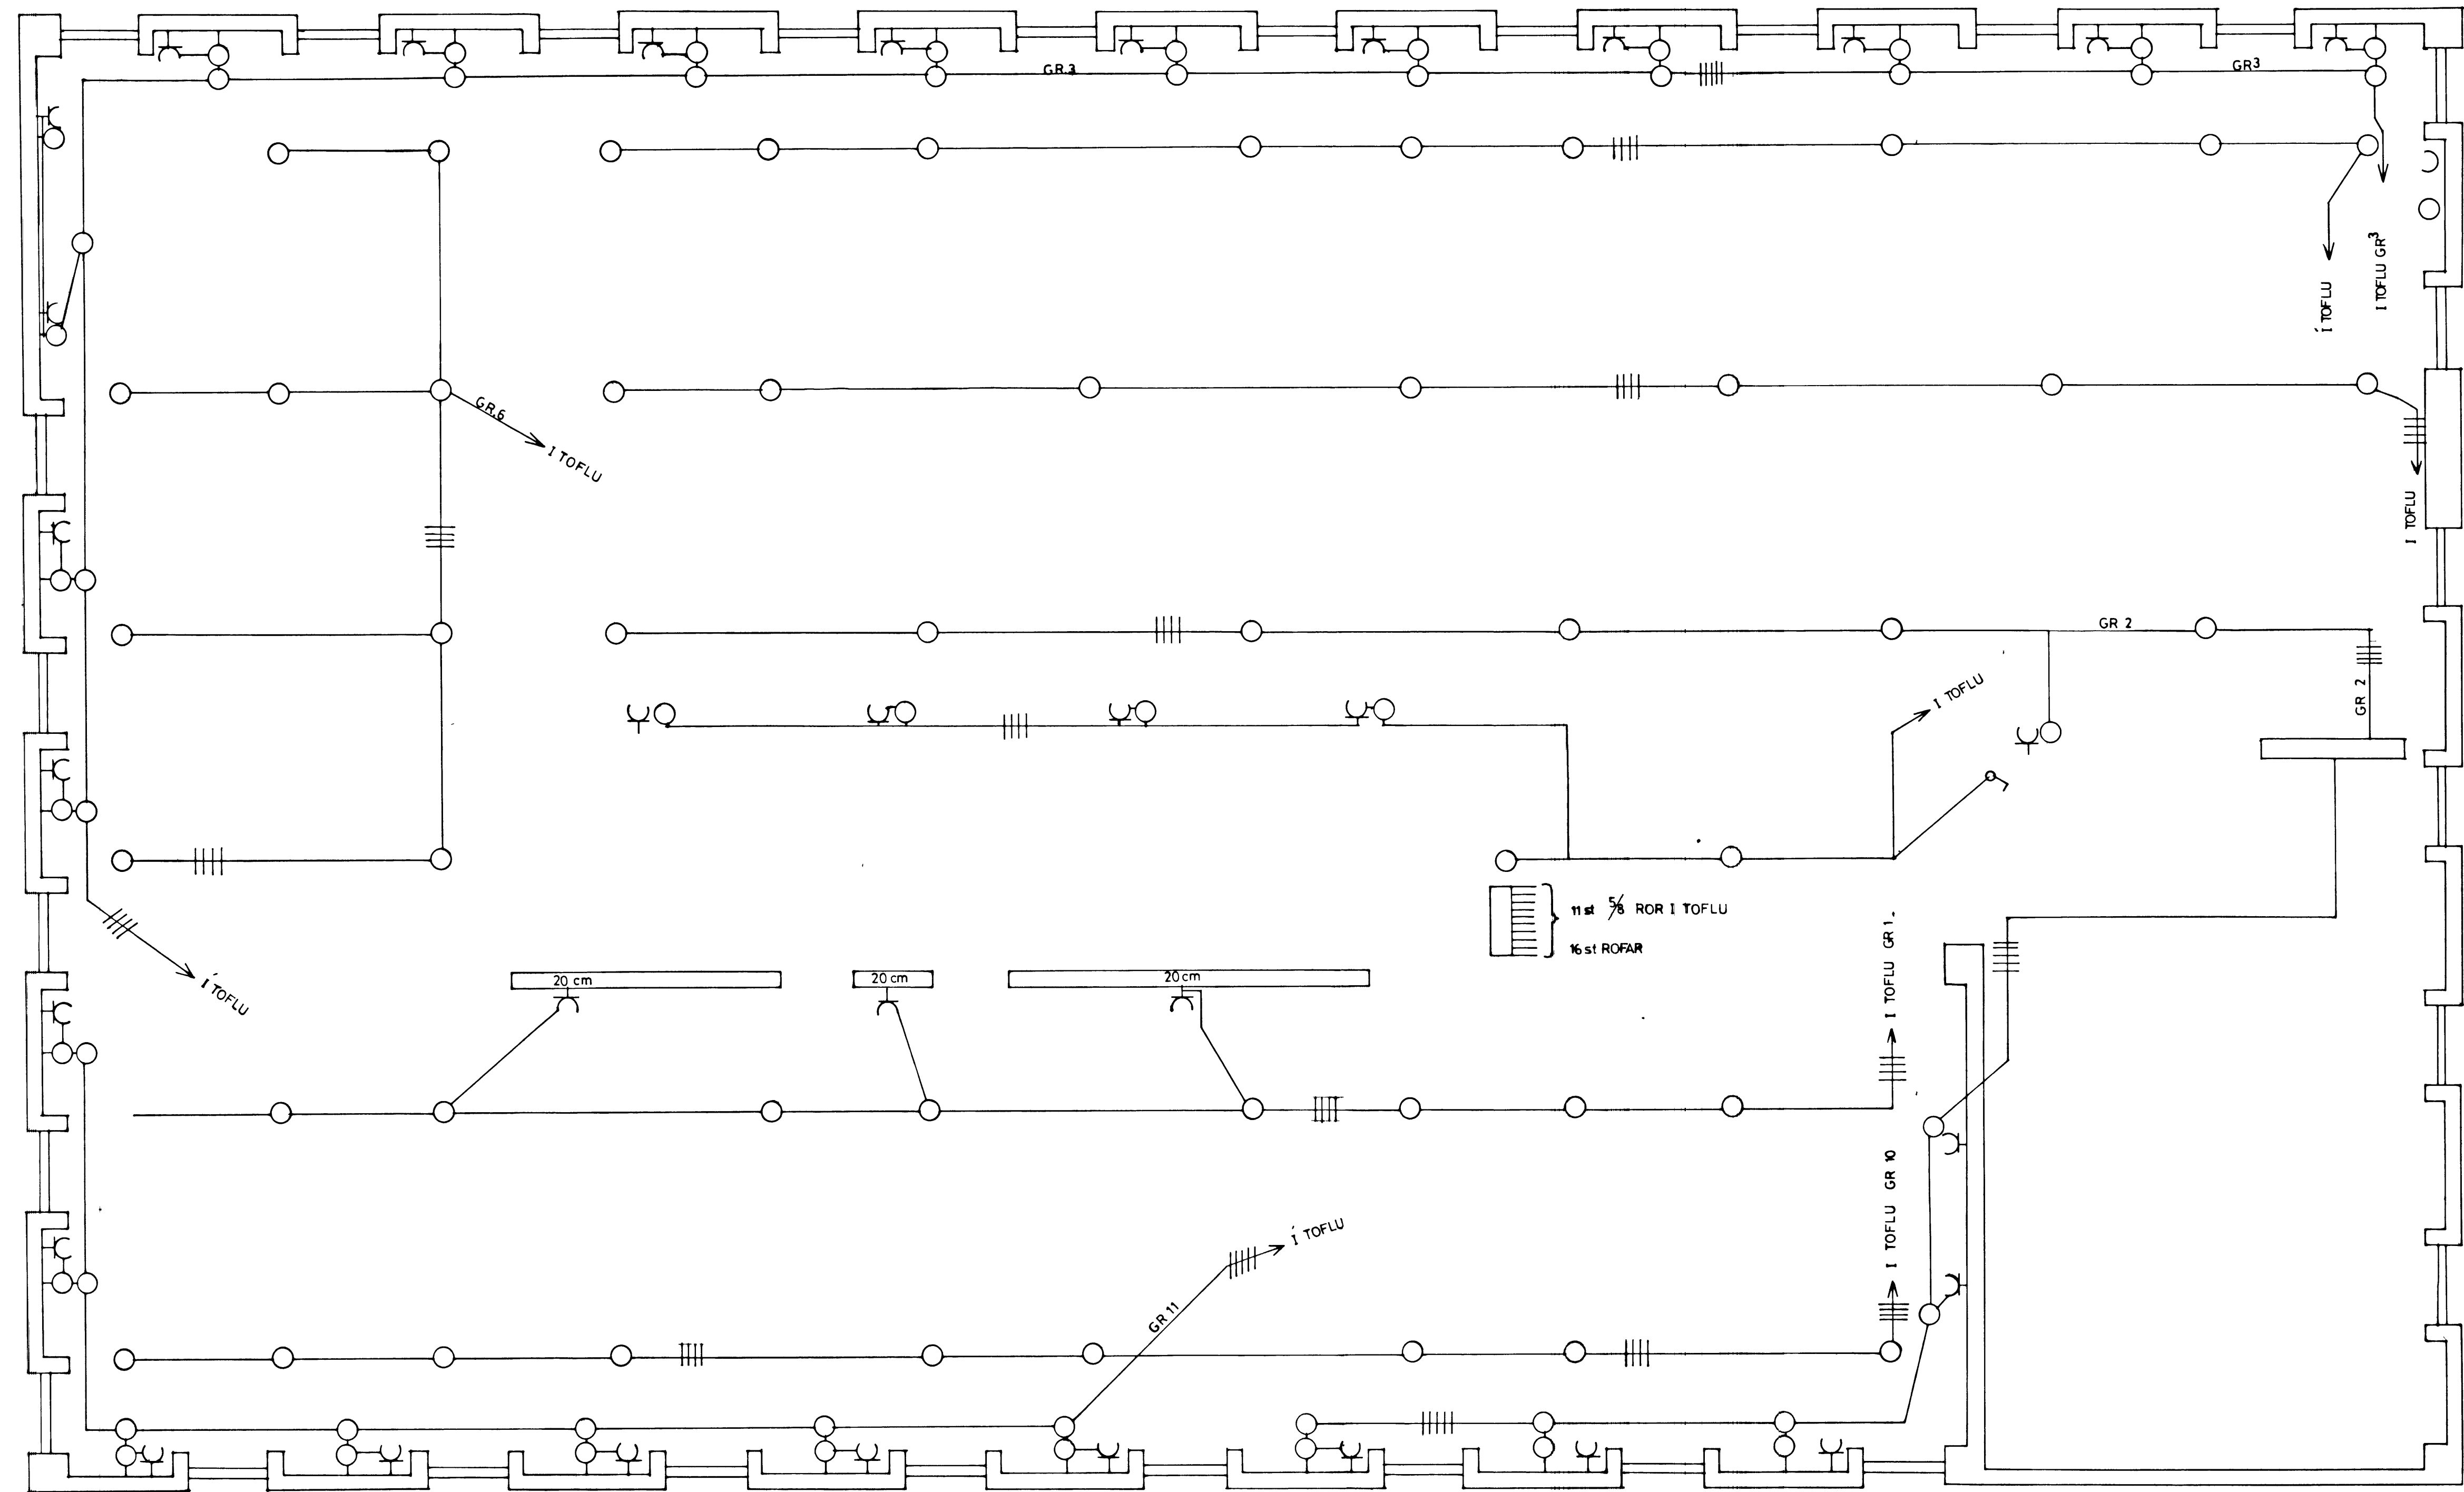 GR.3
GR3
I TOFLU GR3
Í TOFLU
GR.6
I TOFLU
I TOFLU
GR 2
GR 2
I TOFLU
11 st 5/8 ROR I TOFLU
16 st ROFAR
I TOFLU GR1.
Í TOFLU
20 cm
20 cm
20 cm
I TOFLU GR 10
Í TOFLU
GR 11